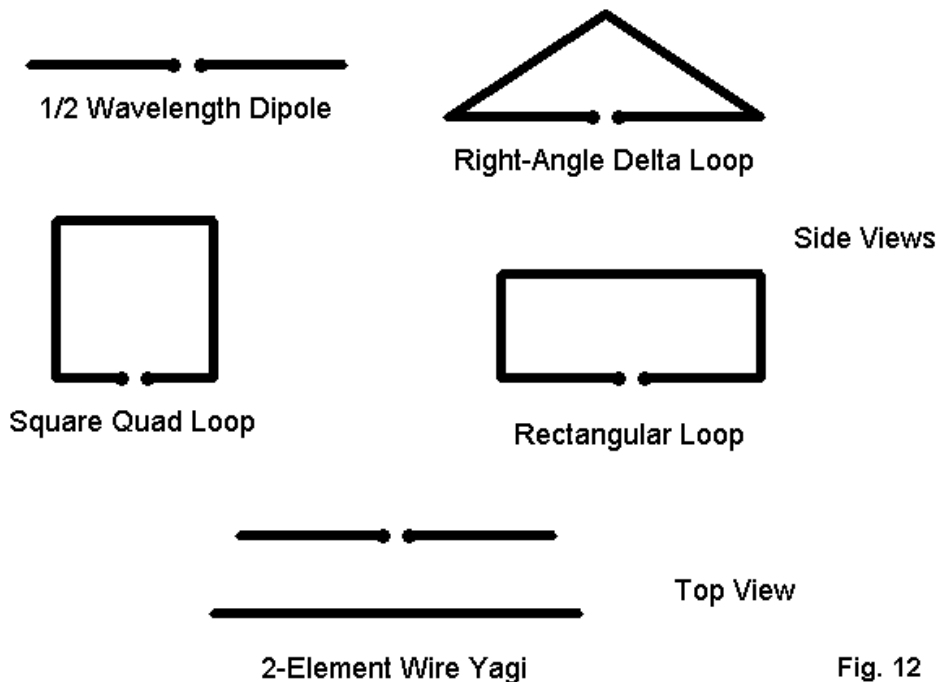 1/2 Wavelength Dipole
Right-Angle Delta Loop
Side Views
Square Quad Loop
Rectangular Loop
Top View
2-Element Wire Yagi
Fig. 12